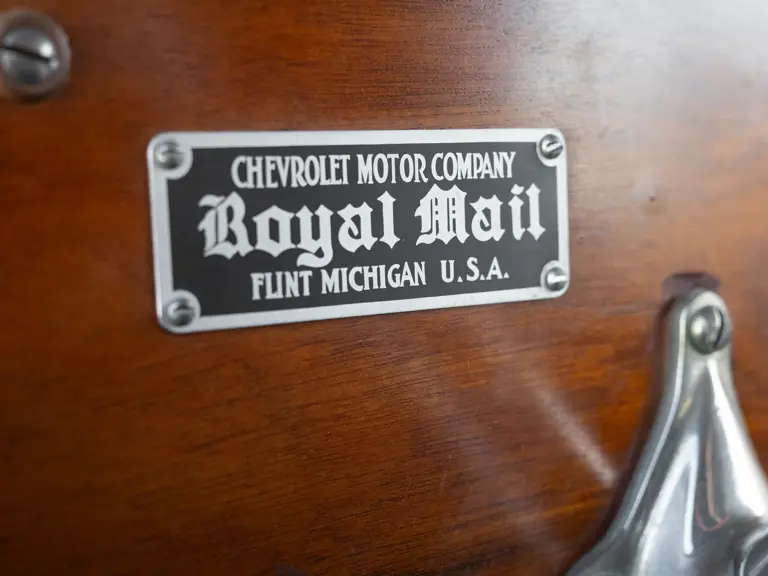 CHEVROLET MOTOR COMPANY
Royal Mail
FLINT MICHIGAN U.S.A.